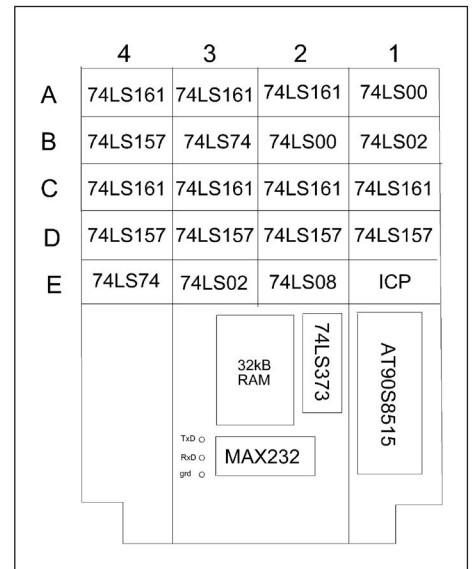 4 3 2 1
A 74LS161 74LS161 74LS161 74LS00
B 74LS157 74LS74 74LS00 74LS02
C 74LS161 74LS161 74LS161 74LS161
D 74LS157 74LS157 74LS157 74LS157
E 74LS74 74LS02 74LS08 ICP
32kB
RAM
74LS373
AT90S8515
TxD
RxD
grd
MAX232